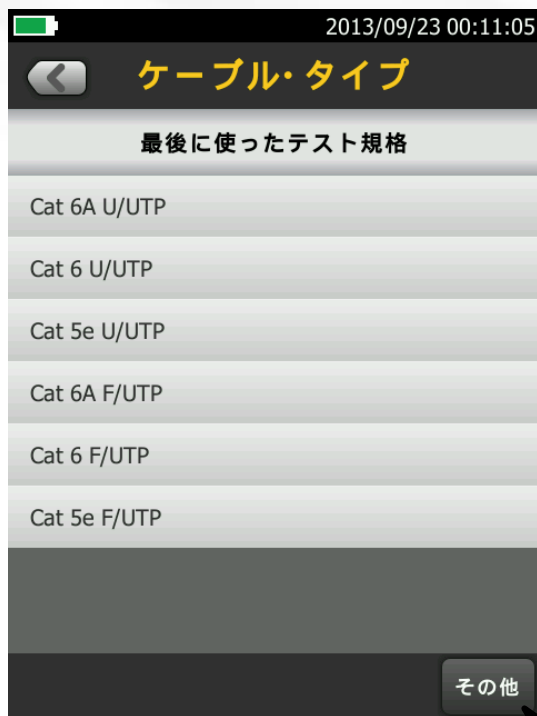 2013/09/23 00:11:05
ケーブル・タイプ
最後に使ったテスト規格
Cat 6A U/UTP
Cat 6 U/UTP
Cat 5e U/UTP
Cat 6A F/UTP
Cat 6 F/UTP
Cat 5e F/UTP
その他